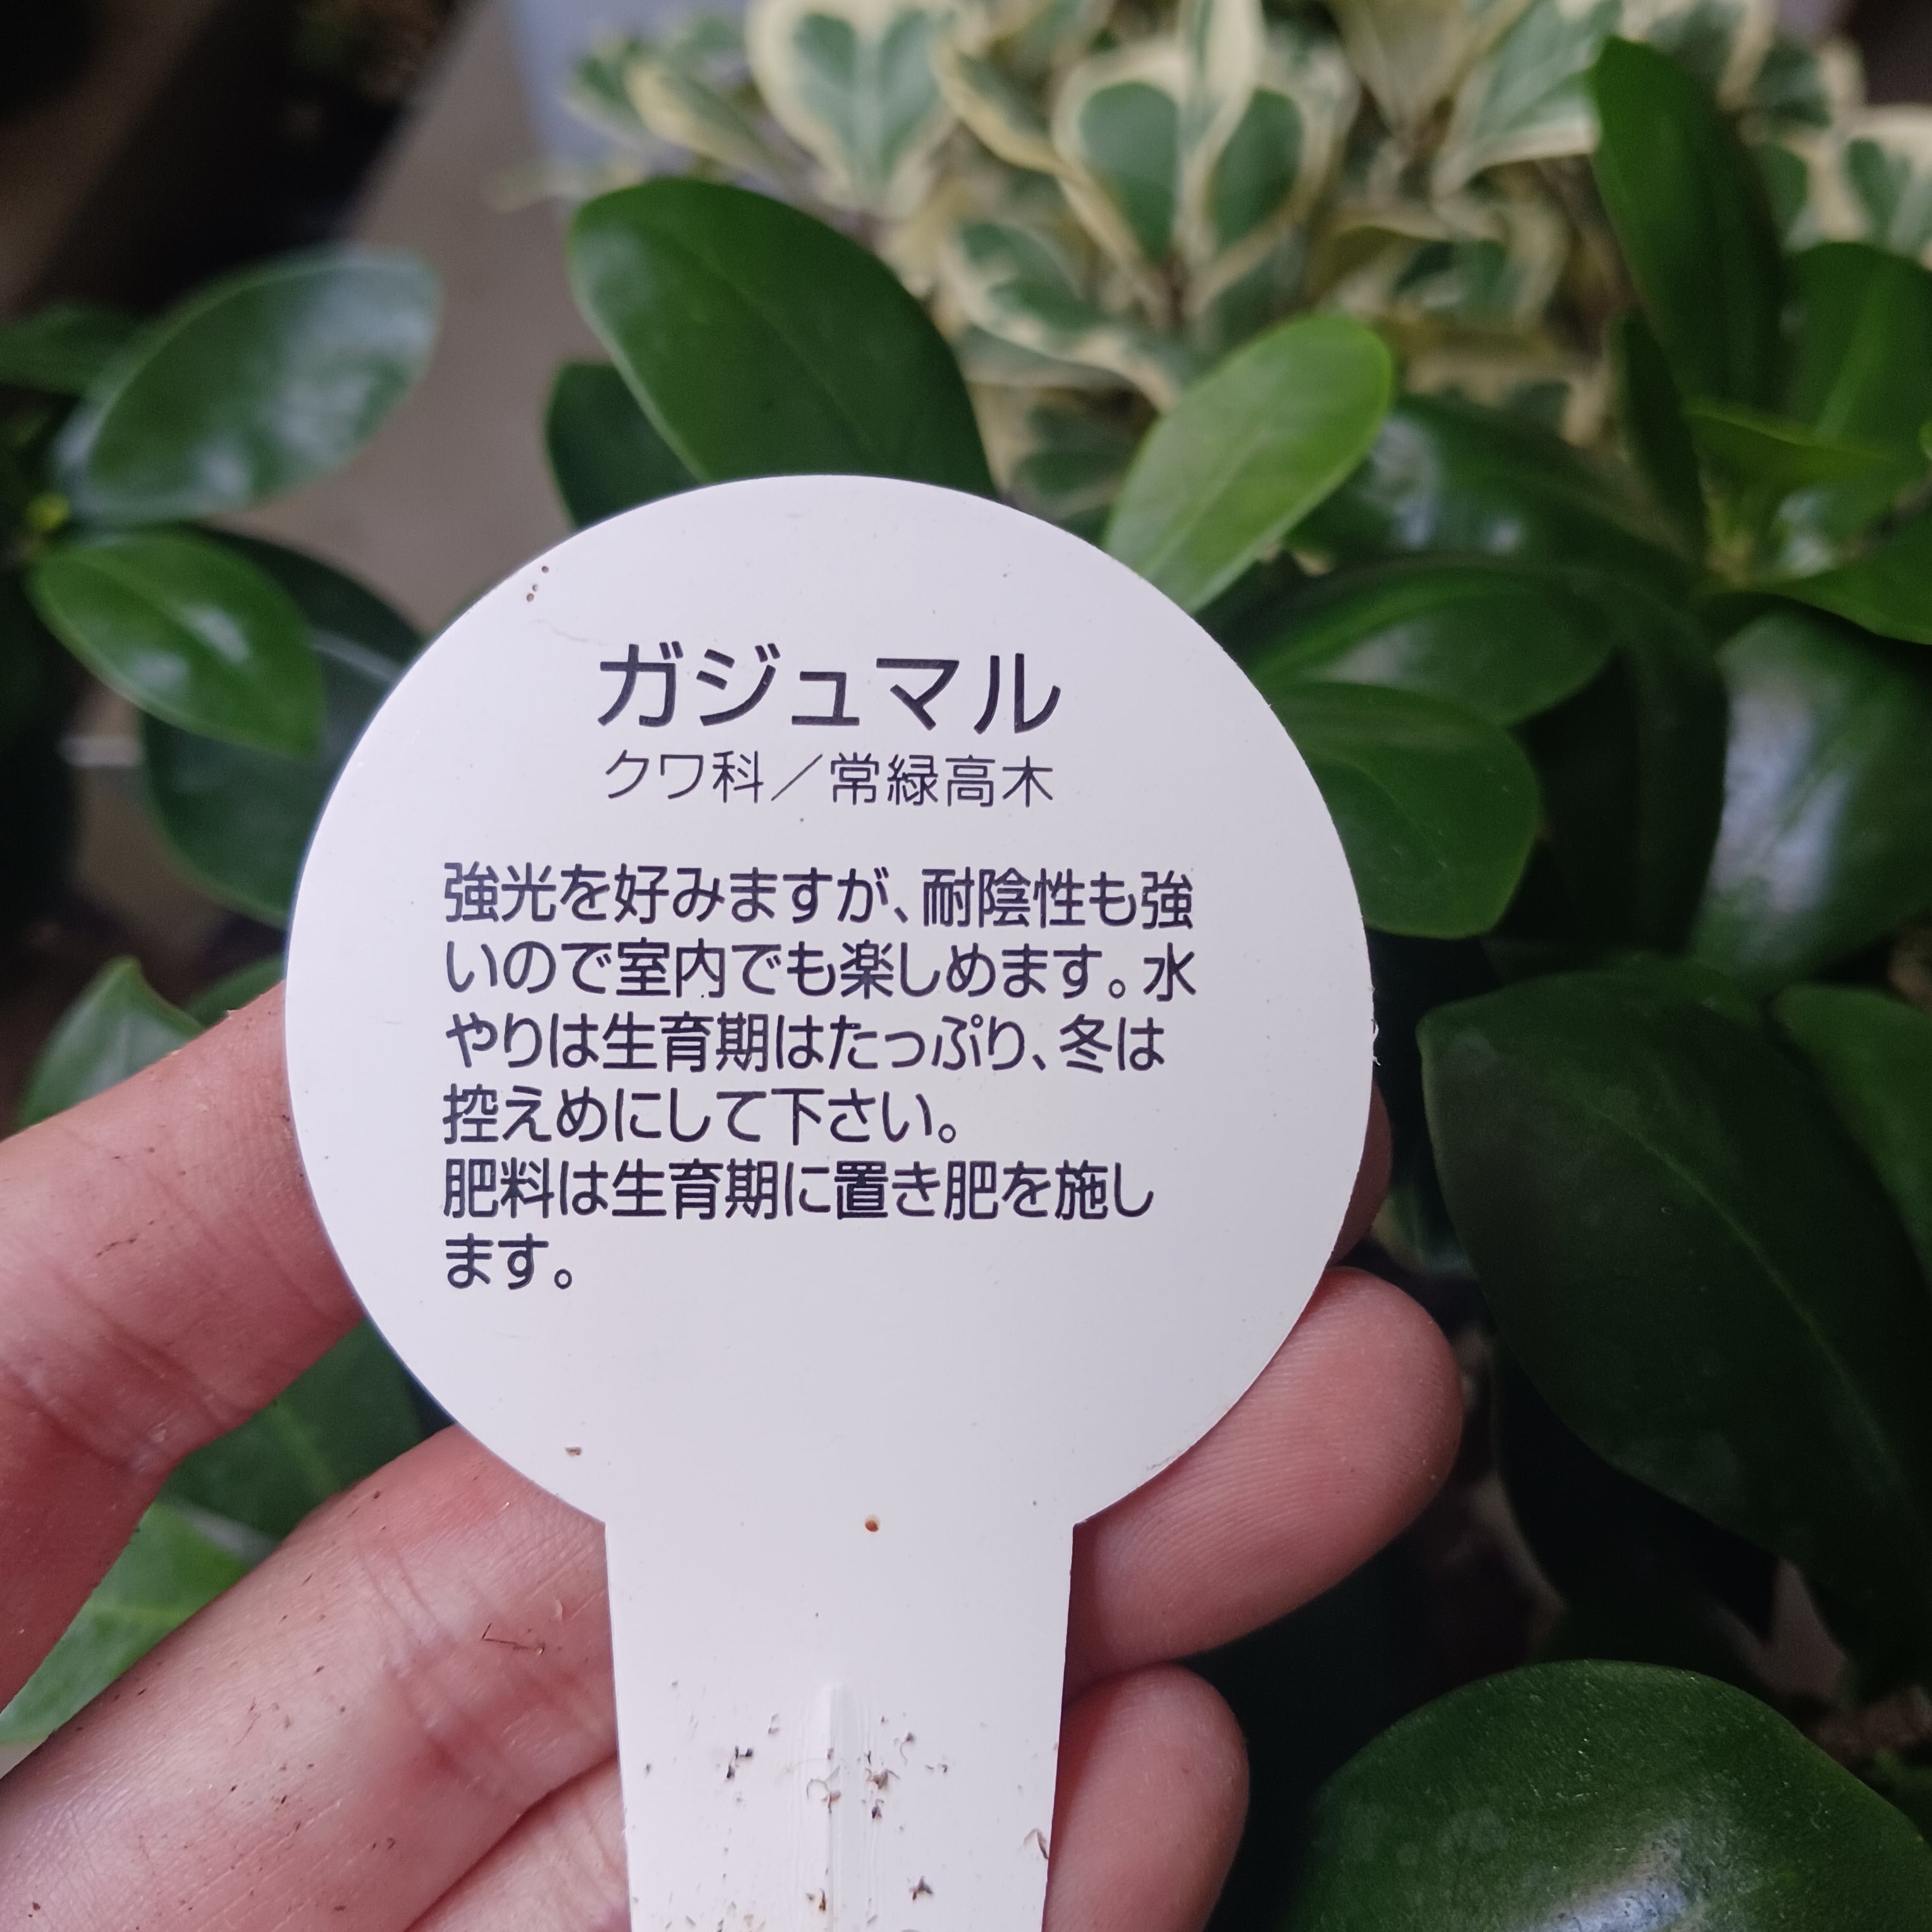 ガジュマル
クワ科／常緑高木
強光を好みますが、耐陰性も強
いので室内でも楽しめます。水
やりは生育期はたっぷり、冬は
控えめにして下さい。
肥料は生育期に置き肥を施し
ます。